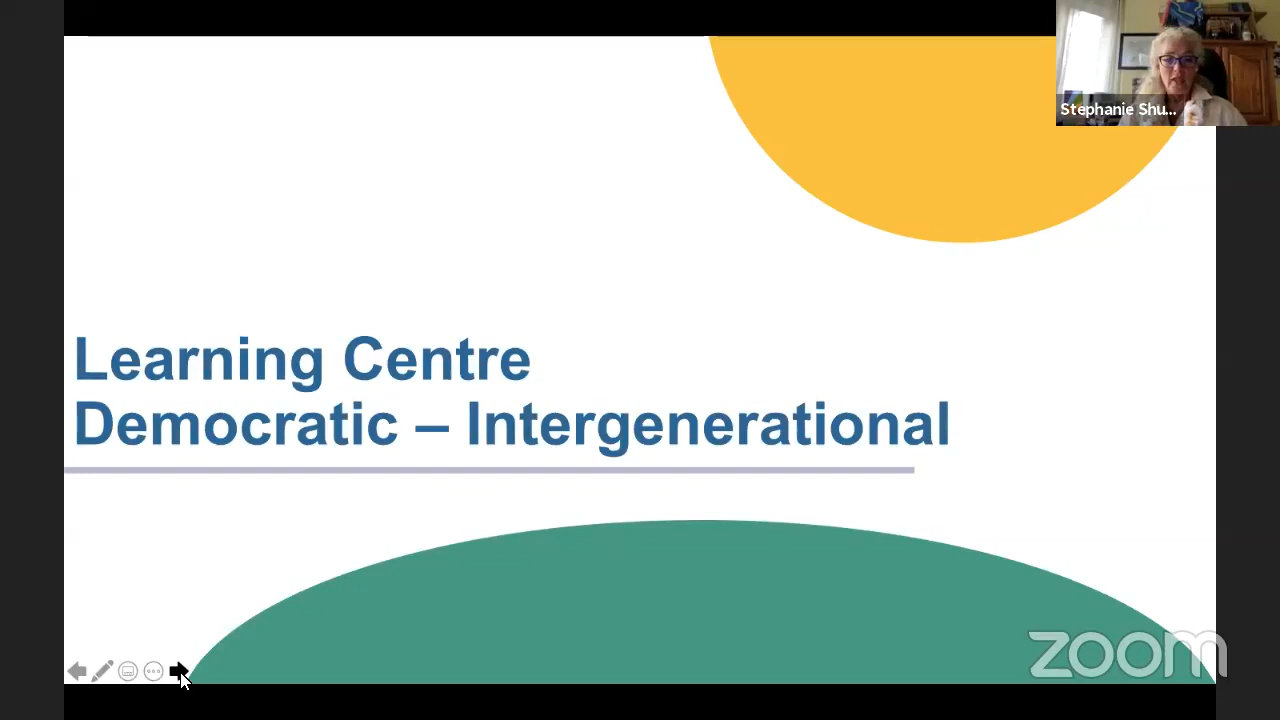 Stephanie Shu...
Learning Centre
Democratic – Intergenerational
zoom